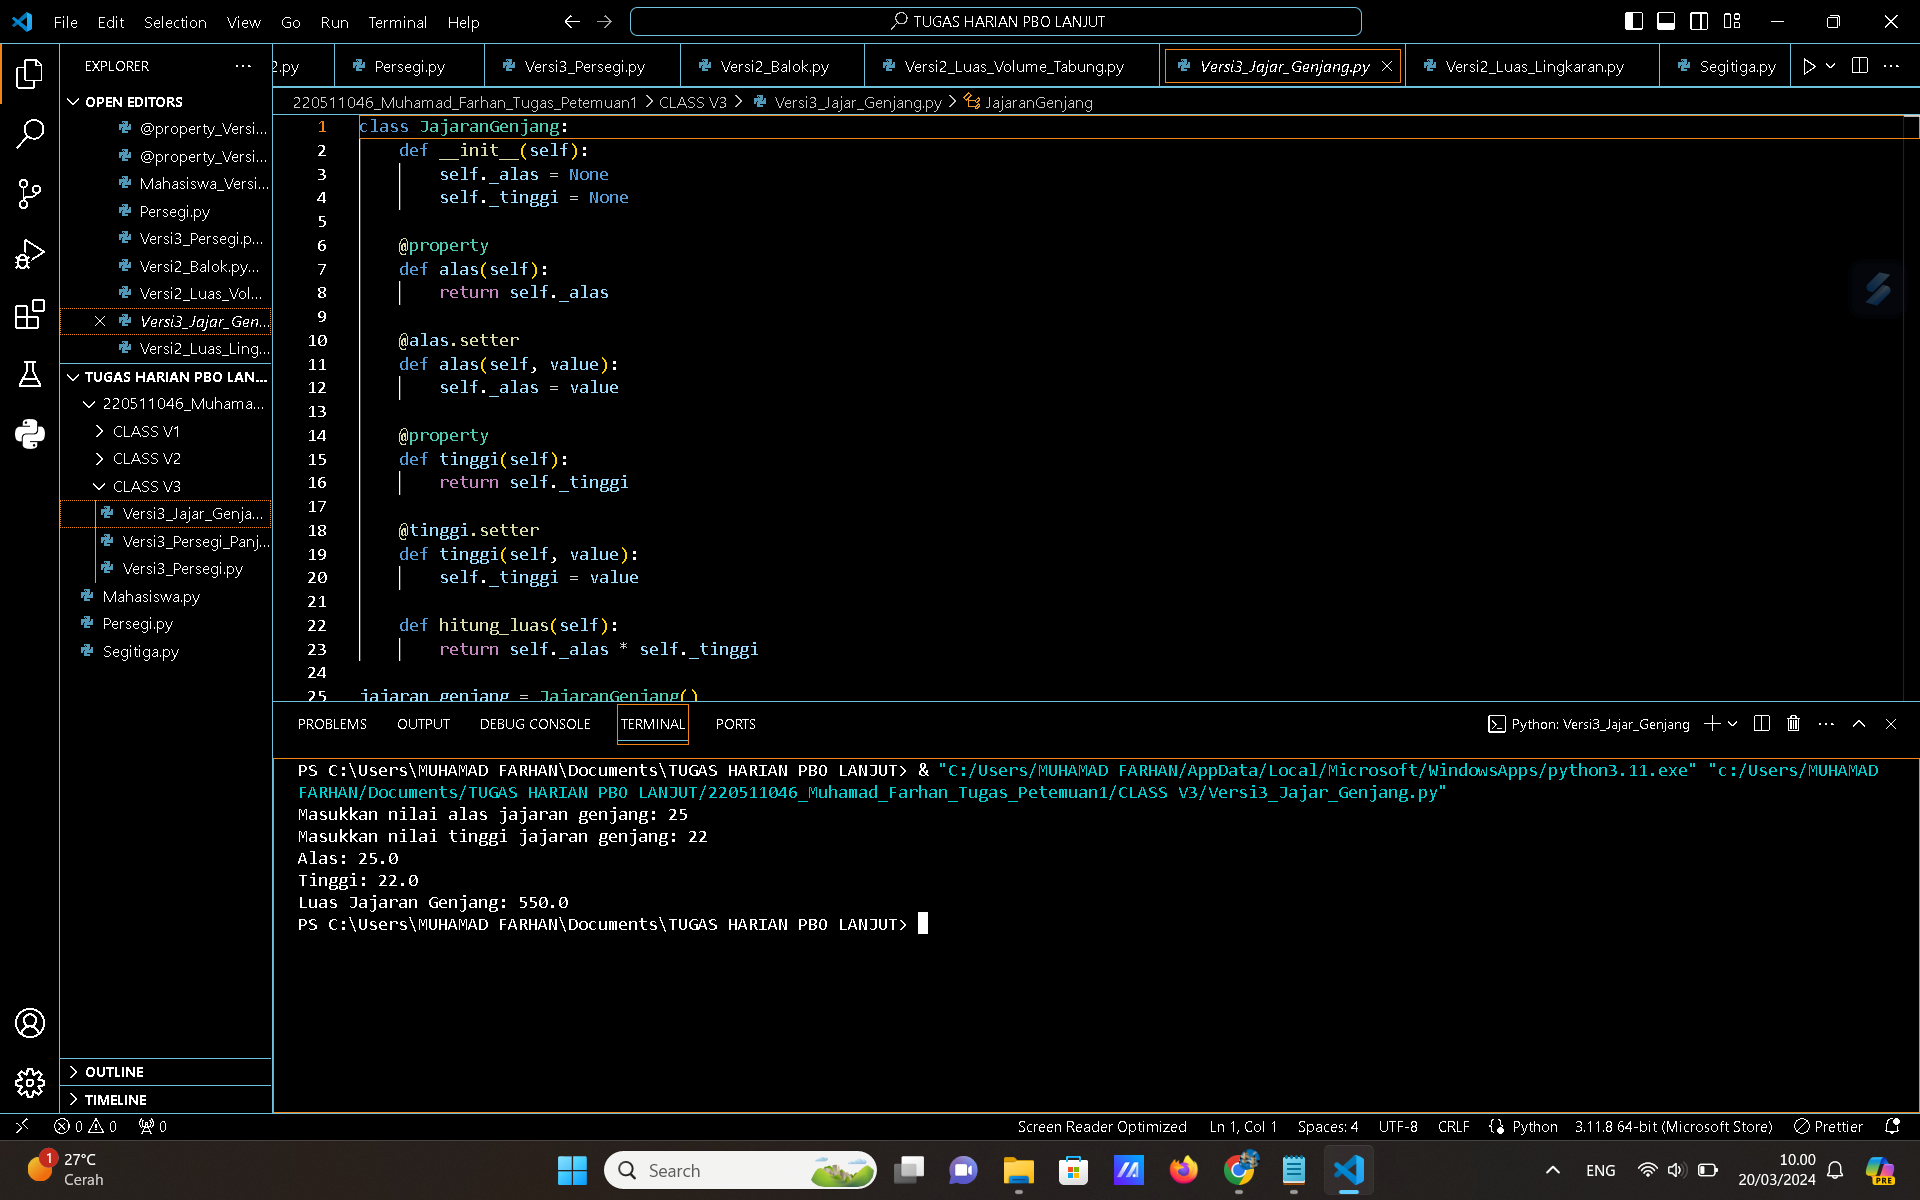 File Edit Selection View Go Run Terminal Help
TUGAS HARIAN PBO LANJUT
EXPLORER
2.py Persegi.py Versi3_Persegi.py Versi2_Balok.py Versi2_Luas_Volume_Tabung.py Versi3_Jajar_Genjang.py Versi2_Luas_Lingkaran.py Segitiga.py
220511046_Muhamad_Farhan_Tugas_Petemuan1 > CLASS V3 > Versi3_Jajar_Genjang.py > JajaranGenjang
OPEN EDITORS
@property_Versi...
@property_Versi...
Mahasiswa_Versi...
Persegi.py
Versi3_Persegi.p...
Versi2_Balok.py...
Versi2_Luas_Vol...
Versi3_Jajar_Gen...
Versi2_Luas_Ling...
TUGAS HARIAN PBO LAN...
220511046_Muhama...
CLASS V1
CLASS V2
CLASS V3
Versi3_Jajar_Genja...
Versi3_Persegi_Panj...
Versi3_Persegi.py
Mahasiswa.py
Persegi.py
Segitiga.py
OUTLINE
TIMELINE
1 class JajaranGenjang:
2     def __init__(self):
3         self._alas = None
4         self._tinggi = None
5
6     @property
7     def alas(self):
8         return self._alas
9
10     @alas.setter
11     def alas(self, value):
12         self._alas = value
13
14     @property
15     def tinggi(self):
16         return self._tinggi
17
18     @tinggi.setter
19     def tinggi(self, value):
20         self._tinggi = value
21
22     def hitung_luas(self):
23         return self._alas * self._tinggi
24
25 jajaran_genjang = JajaranGenjang()
PROBLEMS OUTPUT DEBUG CONSOLE TERMINAL PORTS
Python: Versi3_Jajar_Genjang
PS C:\Users\MUHAMAD FARHAN\Documents\TUGAS HARIAN PBO LANJUT> & "C:/Users/MUHAMAD FARHAN/AppData/Local/Microsoft/WindowsApps/python3.11.exe" "c:/Users/MUHAMAD
FARHAN/Documents/TUGAS HARIAN PBO LANJUT/220511046_Muhamad_Farhan_Tugas_Petemuan1/CLASS V3/Versi3_Jajar_Genjang.py"
Masukkan nilai alas jajaran genjang: 25
Masukkan nilai tinggi jajaran genjang: 22
Alas: 25.0
Tinggi: 22.0
Luas Jajaran Genjang: 550.0
PS C:\Users\MUHAMAD FARHAN\Documents\TUGAS HARIAN PBO LANJUT>
0 0 0
Screen Reader Optimized Ln 1, Col 1 Spaces: 4 UTF-8 CRLF Python 3.11.8 64-bit (Microsoft Store) Prettier
1
27°C
Cerah
Search
ENG
10.00
20/03/2024
PRE